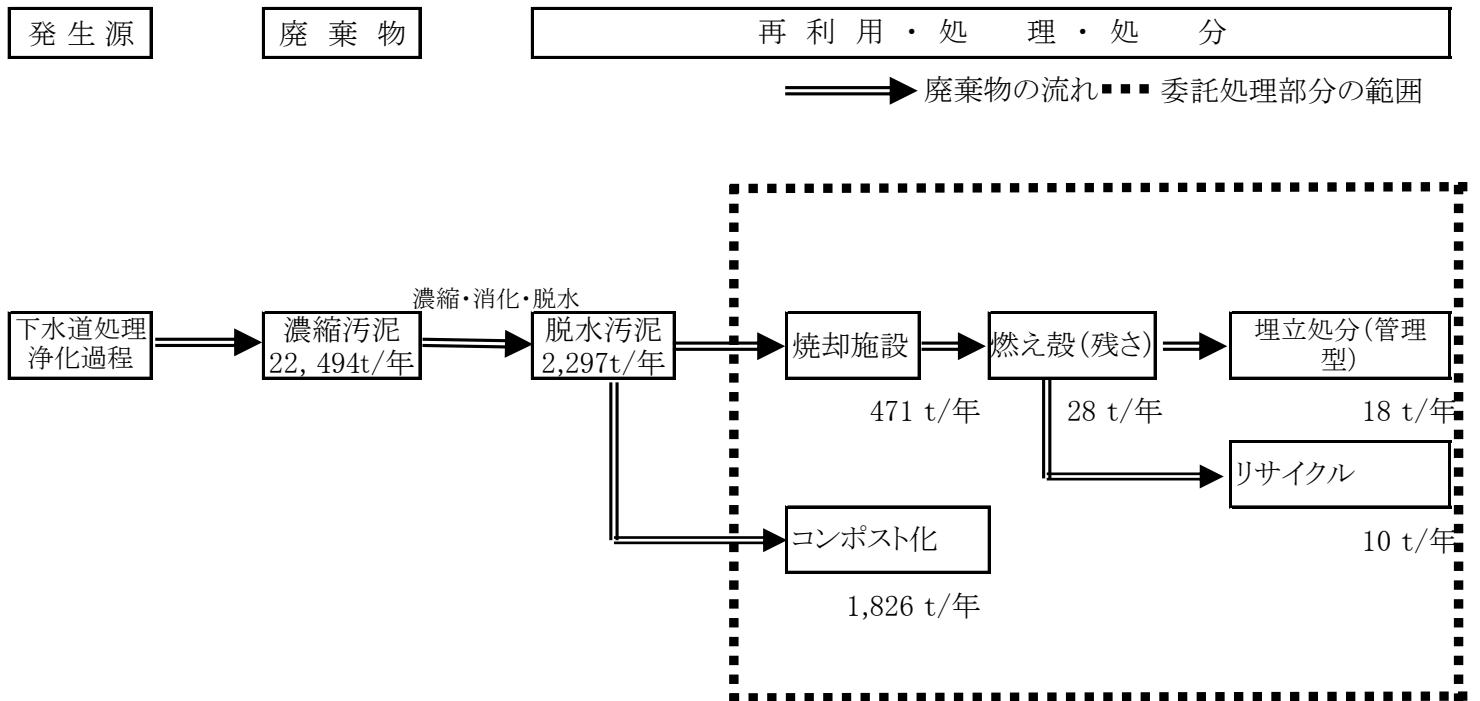 発 生 源
廃 棄 物
再 利 用 ・ 処 理 ・ 処 分
廃棄物の流れ
委託処理部分の範囲
下水道処理
浄化過程
濃縮汚泥
22, 494t/年
濃縮・消化・脱水
脱水汚泥
2,297t/年
焼却施設
471 t/年
燃え殻(残さ)
28 t/年
埋立処分(管理
型)
18 t/年
リサイクル
10 t/年
コンポスト化
1,826 t/年